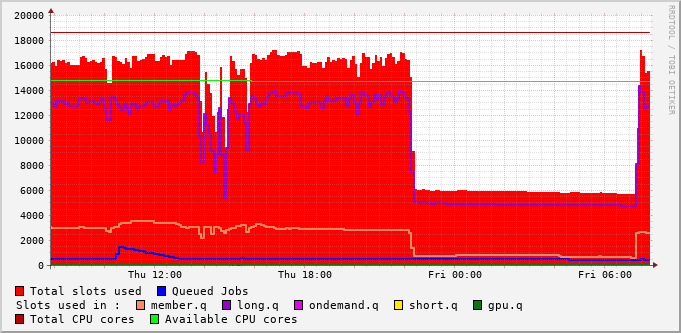 20000
18000
16000
14000
12000
10000
8000
6000
4000
2000
0
Thu 12:00 Thu 18:00 Fri 00:00 Fri 06:00
RRDTOOL / TOBI OETIKER
Total slots used Queued Jobs
Slots used in : member.q long.q ondemand.q short.q gpu.q
Total CPU cores Available CPU cores